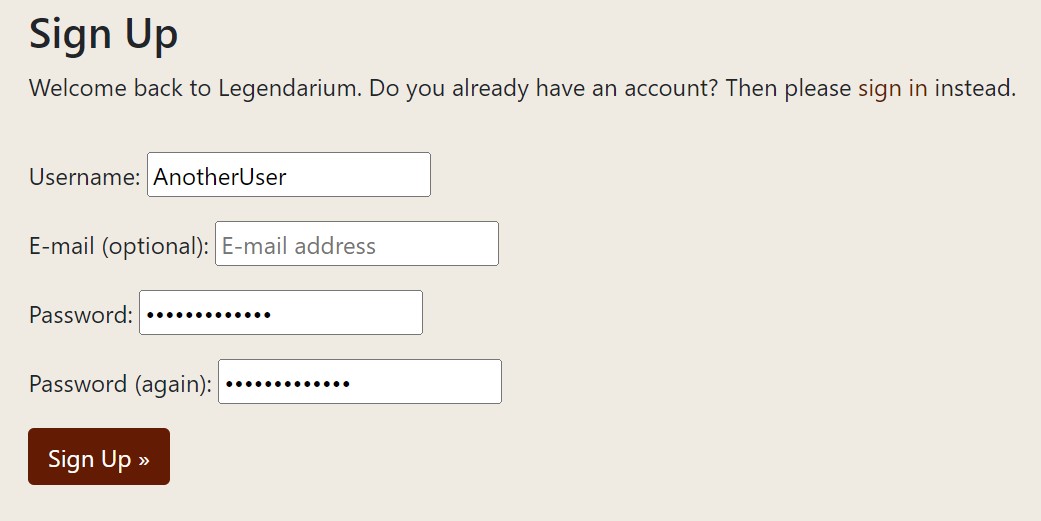 Sign Up
Welcome back to Legendarium. Do you already have an account? Then please sign in instead.
Username: AnotherUser
E-mail (optional): E-mail address
Password: •••••••••••••
Password (again): •••••••••••••
Sign Up »